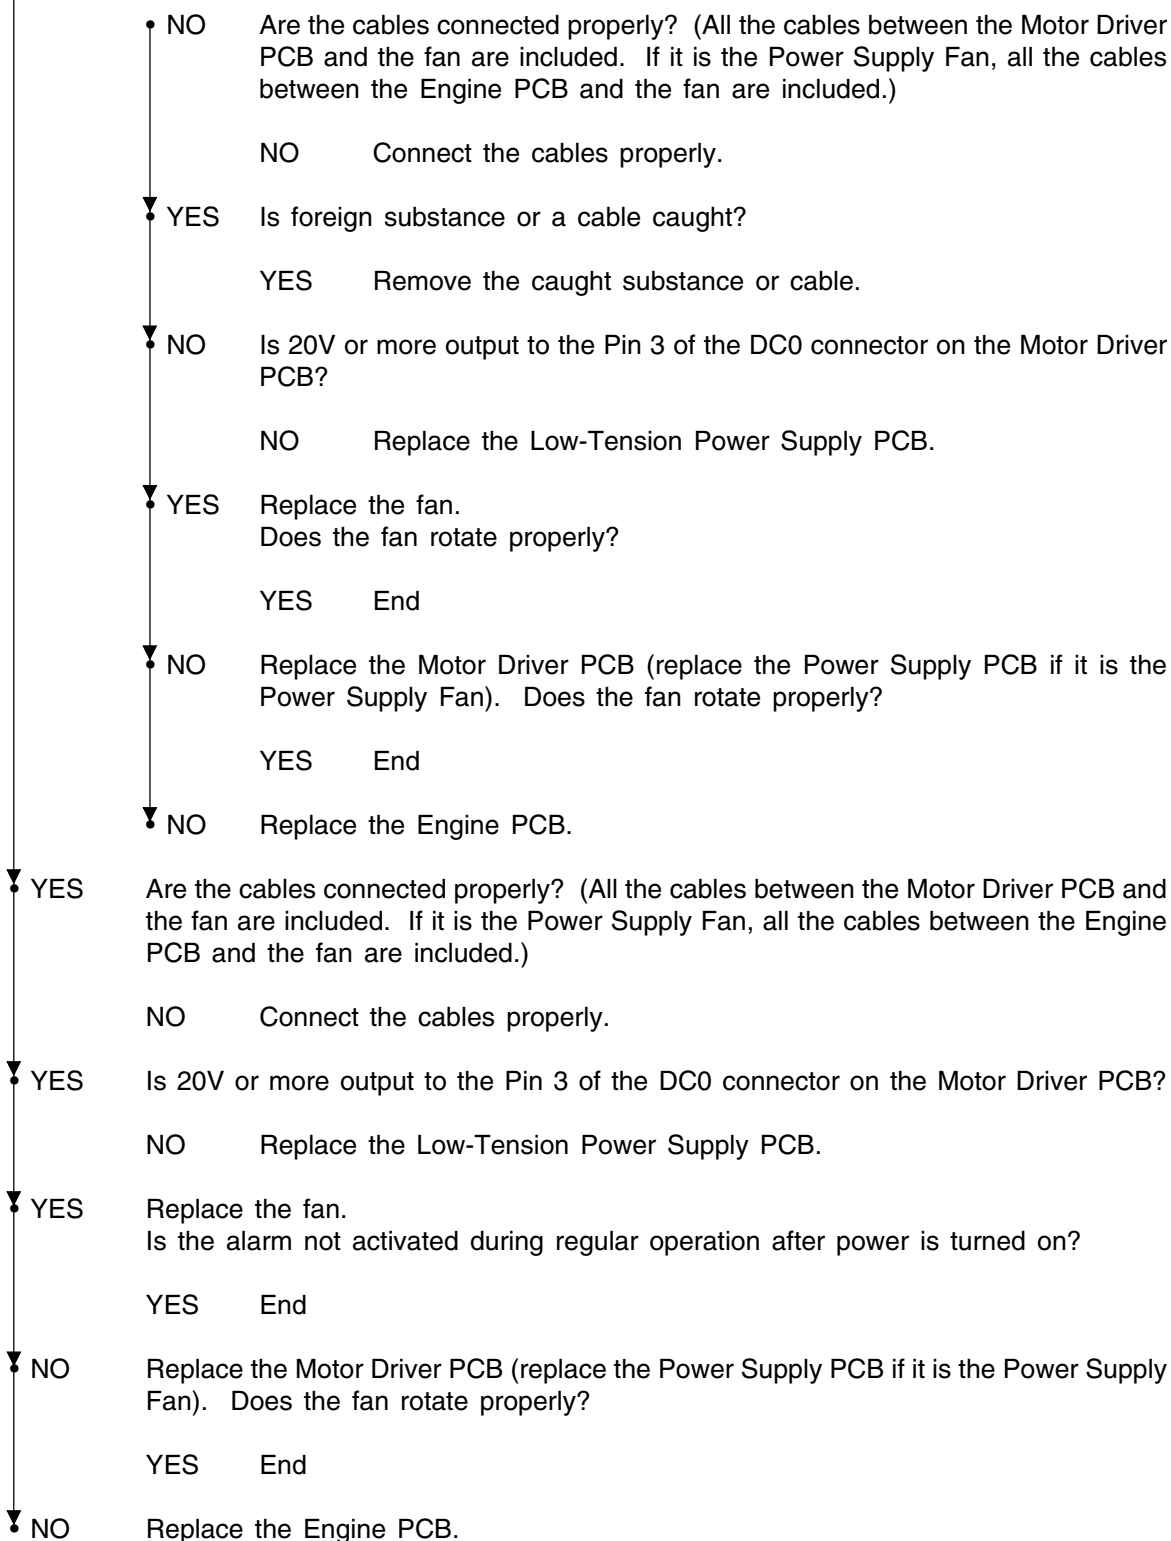 NO Are the cables connected properly? (All the cables between the Motor Driver
PCB and the fan are included. If it is the Power Supply Fan, all the cables
between the Engine PCB and the fan are included.)
NO Connect the cables properly.
YES Is foreign substance or a cable caught?
YES Remove the caught substance or cable.
NO Is 20V or more output to the Pin 3 of the DC0 connector on the Motor Driver
PCB?
NO Replace the Low-Tension Power Supply PCB.
YES Replace the fan.
Does the fan rotate properly?
YES End
NO Replace the Motor Driver PCB (replace the Power Supply PCB if it is the
Power Supply Fan). Does the fan rotate properly?
YES End
NO Replace the Engine PCB.
YES Are the cables connected properly? (All the cables between the Motor Driver PCB and
the fan are included. If it is the Power Supply Fan, all the cables between the Engine
PCB and the fan are included.)
NO Connect the cables properly.
YES Is 20V or more output to the Pin 3 of the DC0 connector on the Motor Driver PCB?
NO Replace the Low-Tension Power Supply PCB.
YES Replace the fan.
Is the alarm not activated during regular operation after power is turned on?
YES End
NO Replace the Motor Driver PCB (replace the Power Supply PCB if it is the Power Supply
Fan). Does the fan rotate properly?
YES End
NO Replace the Engine PCB.